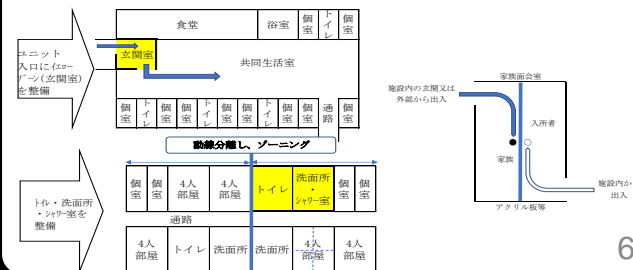 ユニット
入口にイエロー
ゾーン(玄関室)
を整備
食堂
浴室
個室
トイレ
個室
玄関室
共同生活室
個室
トイレ
個室
トイレ
個室
トイレ
個室
トイレ
個室
個室
通路
個室
動線分離し、ゾーニング
トイレ・洗面所
・シャワー室を
整備
個室
個室
4人
部屋
4人
部屋
トイレ
洗面所
・
シャワー室
個室
個室
通路
4人
部屋
トイレ
洗面所
洗面所
4人
部屋
4人
部屋
家族面会室
施設内の玄関又は
外部から出入
入所者
家族
施設内か
出入
アクリル板等
6